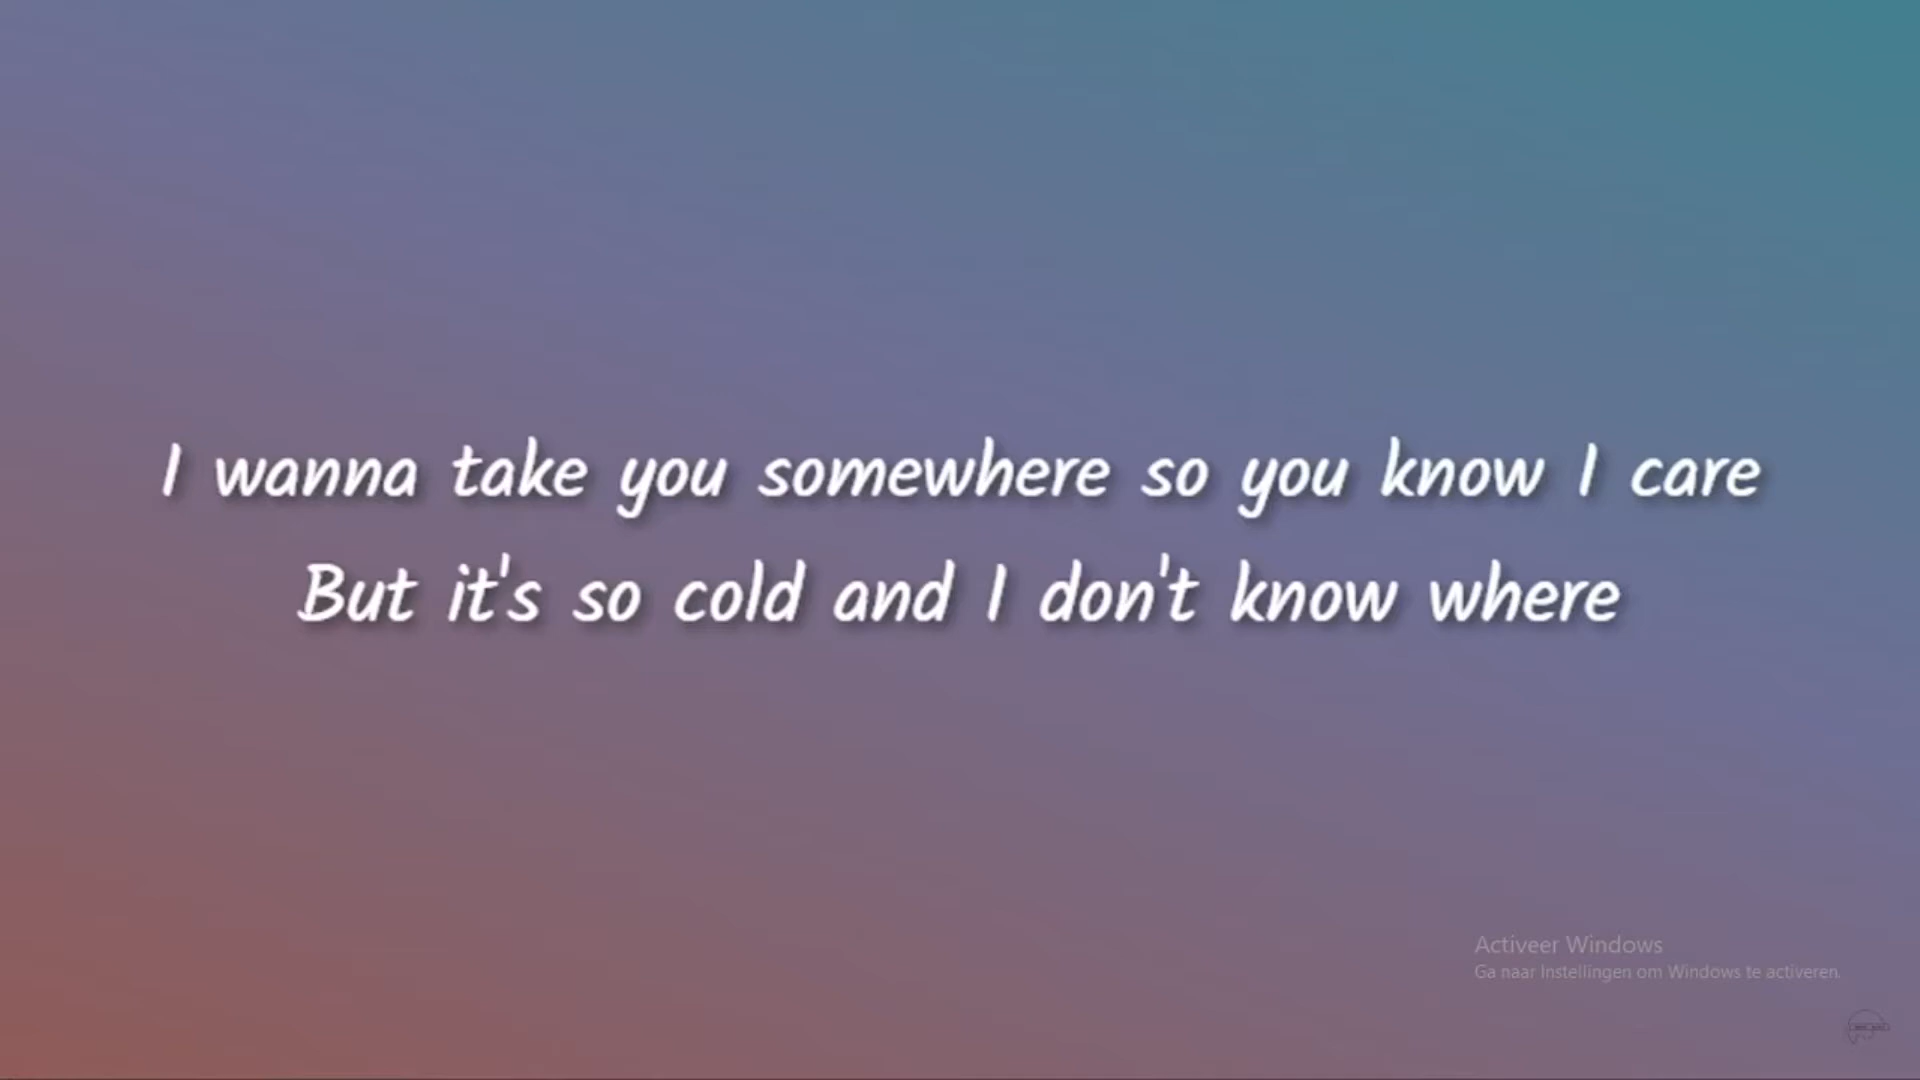 I wanna take you somewhere so you know I care
But it's so cold and I don't know where
Activeer Windows
Ga naar Instellingen om Windows te activeren.